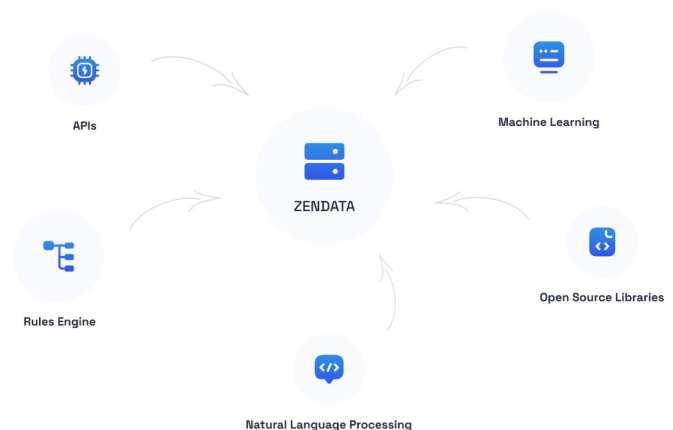 APIs
Machine Learning
ZENDATA
Open Source Libraries
Rules Engine
Natural Language Processing